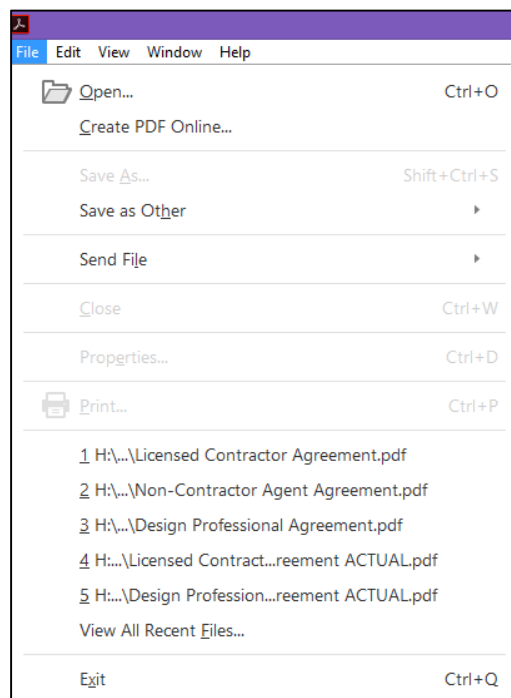 File Edit View Window Help
Open... Ctrl+O
Create PDF Online...
Save As... Shift+Ctrl+S
Save as Other
Send File
Close Ctrl+W
Properties... Ctrl+D
Print... Ctrl+P
1 H:\...\Licensed Contractor Agreement.pdf
2 H:\...\Non-Contractor Agent Agreement.pdf
3 H:\...\Design Professional Agreement.pdf
4 H:...\Licensed Contract...reement ACTUAL.pdf
5 H:...\Design Profession...reement ACTUAL.pdf
View All Recent Files...
Exit Ctrl+Q